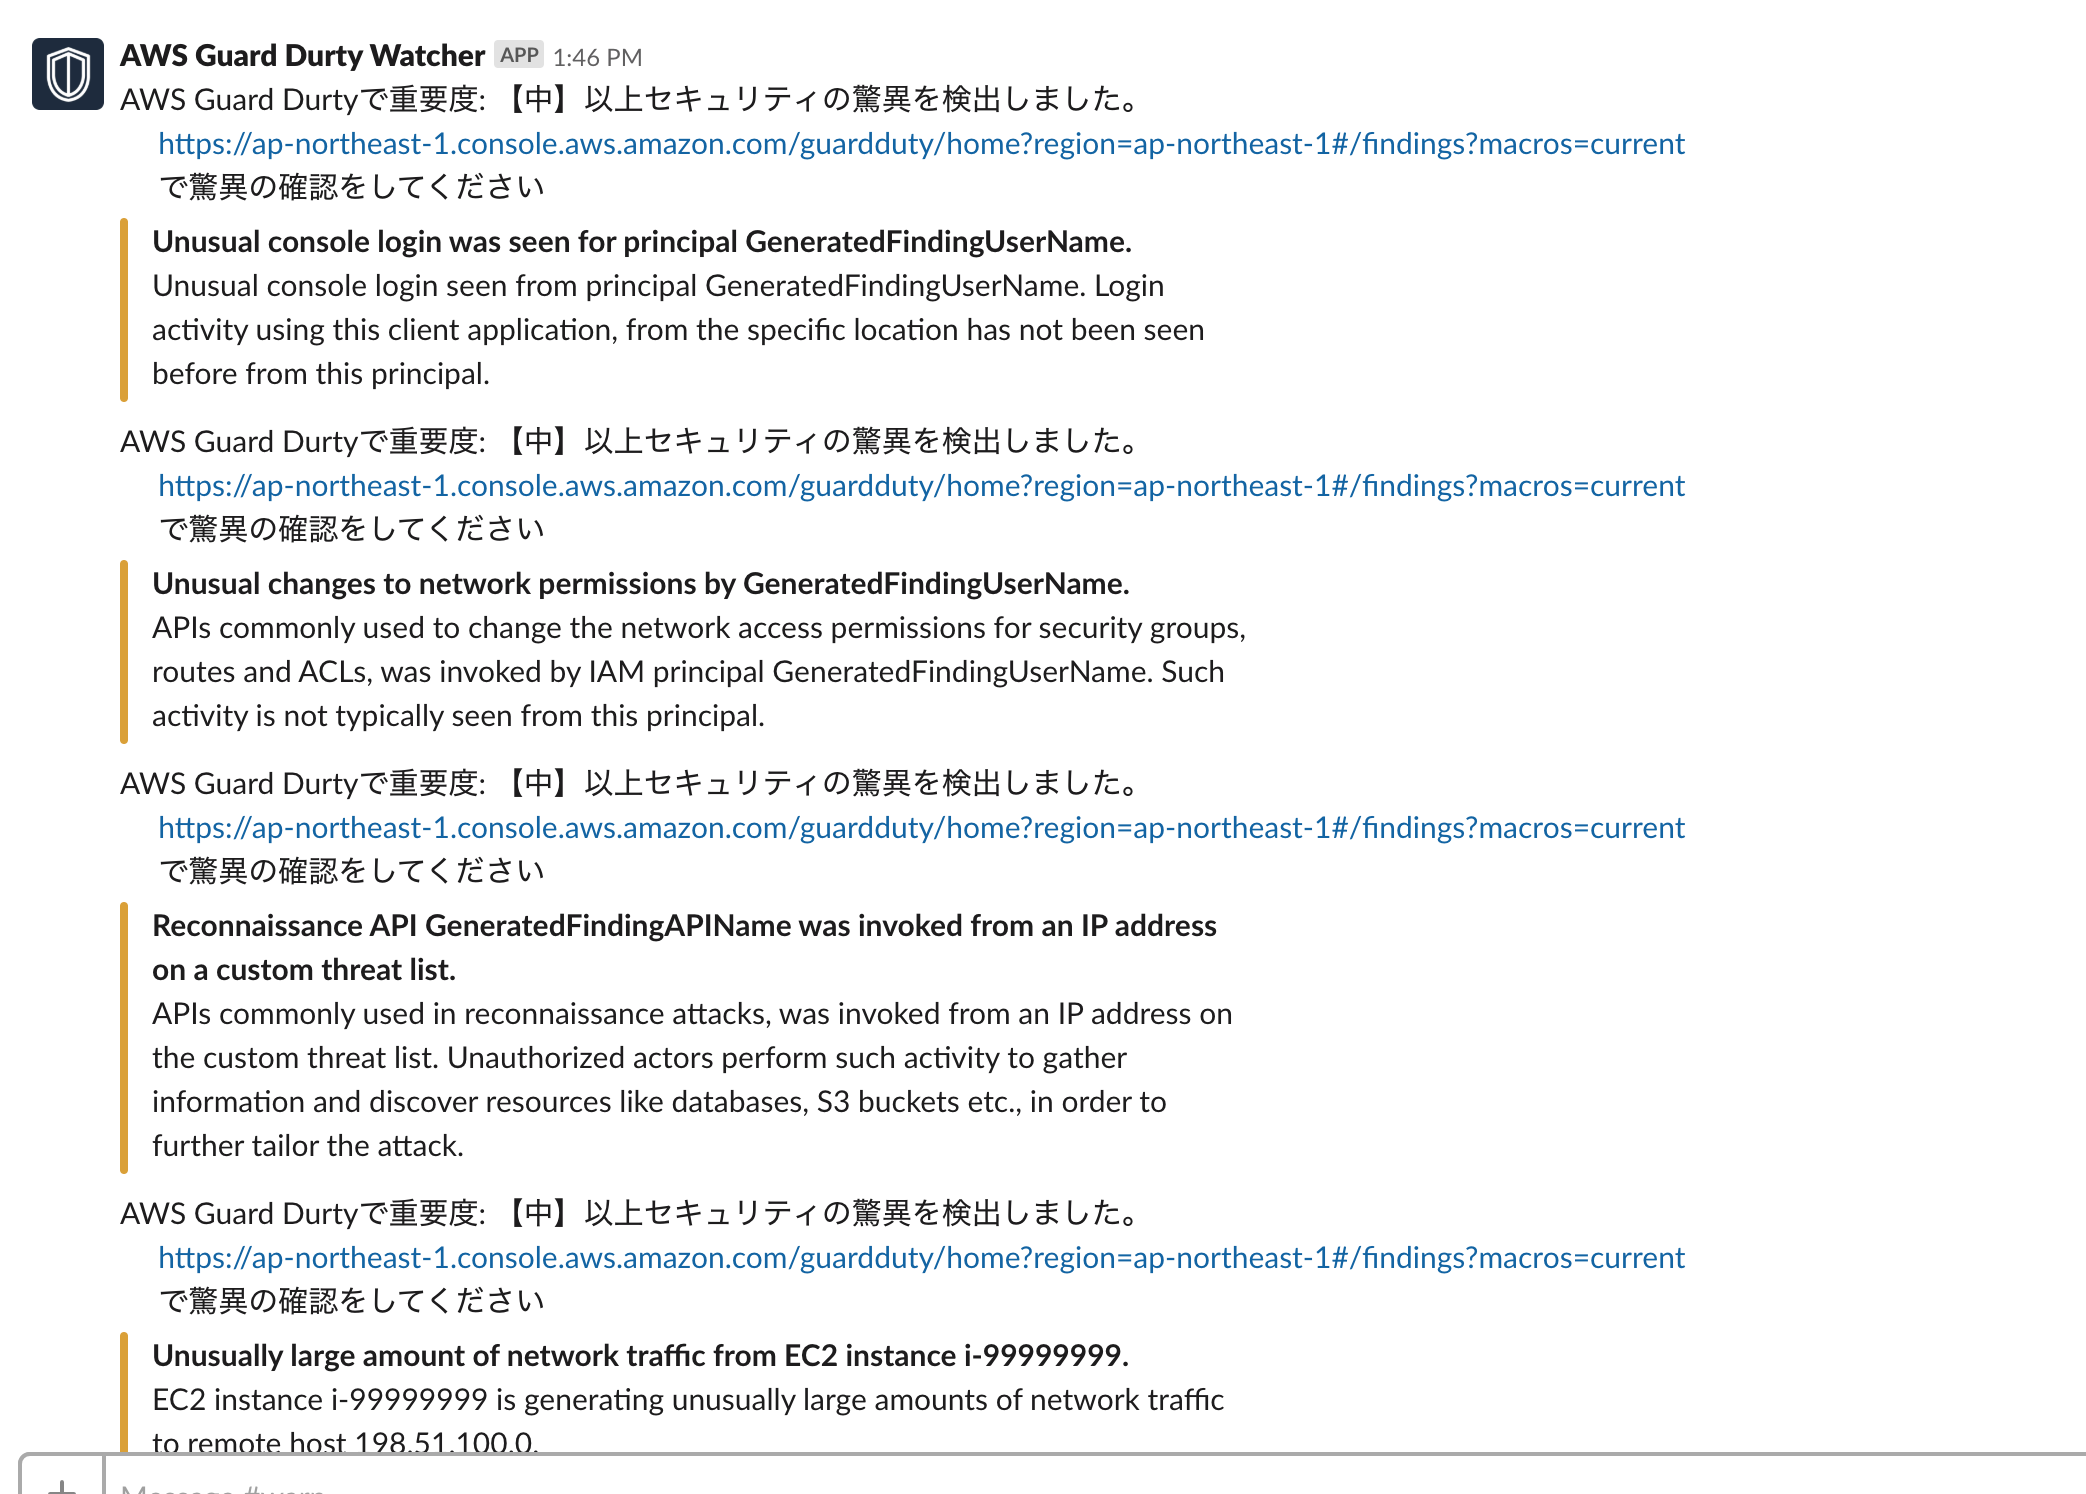 AWS Guard Durty Watcher APP 1:46 PM
AWS Guard Durtyで重要度: 【中】以上セキュリティの驚異を検出しました。
https://ap-northeast-1.console.aws.amazon.com/guardduty/home?region=ap-northeast-1#/findings?macros=current
で驚異の確認をしてください
Unusual console login was seen for principal GeneratedFindingUserName.
Unusual console login seen from principal GeneratedFindingUserName. Login
activity using this client application, from the specific location has not been seen
before from this principal.
AWS Guard Durtyで重要度: 【中】以上セキュリティの驚異を検出しました。
https://ap-northeast-1.console.aws.amazon.com/guardduty/home?region=ap-northeast-1#/findings?macros=current
で驚異の確認をしてください
Unusual changes to network permissions by GeneratedFindingUserName.
APIs commonly used to change the network access permissions for security groups,
routes and ACLs, was invoked by IAM principal GeneratedFindingUserName. Such
activity is not typically seen from this principal.
AWS Guard Durtyで重要度: 【中】以上セキュリティの驚異を検出しました。
https://ap-northeast-1.console.aws.amazon.com/guardduty/home?region=ap-northeast-1#/findings?macros=current
で驚異の確認をしてください
Reconnaissance API GeneratedFindingAPIName was invoked from an IP address
on a custom threat list.
APIs commonly used in reconnaissance attacks, was invoked from an IP address on
the custom threat list. Unauthorized actors perform such activity to gather
information and discover resources like databases, S3 buckets etc., in order to
further tailor the attack.
AWS Guard Durtyで重要度: 【中】以上セキュリティの驚異を検出しました。
https://ap-northeast-1.console.aws.amazon.com/guardduty/home?region=ap-northeast-1#/findings?macros=current
で驚異の確認をしてください
Unusually large amount of network traffic from EC2 instance i-99999999.
EC2 instance i-99999999 is generating unusually large amounts of network traffic
to remote host 198.51.100.0.
Message #warn